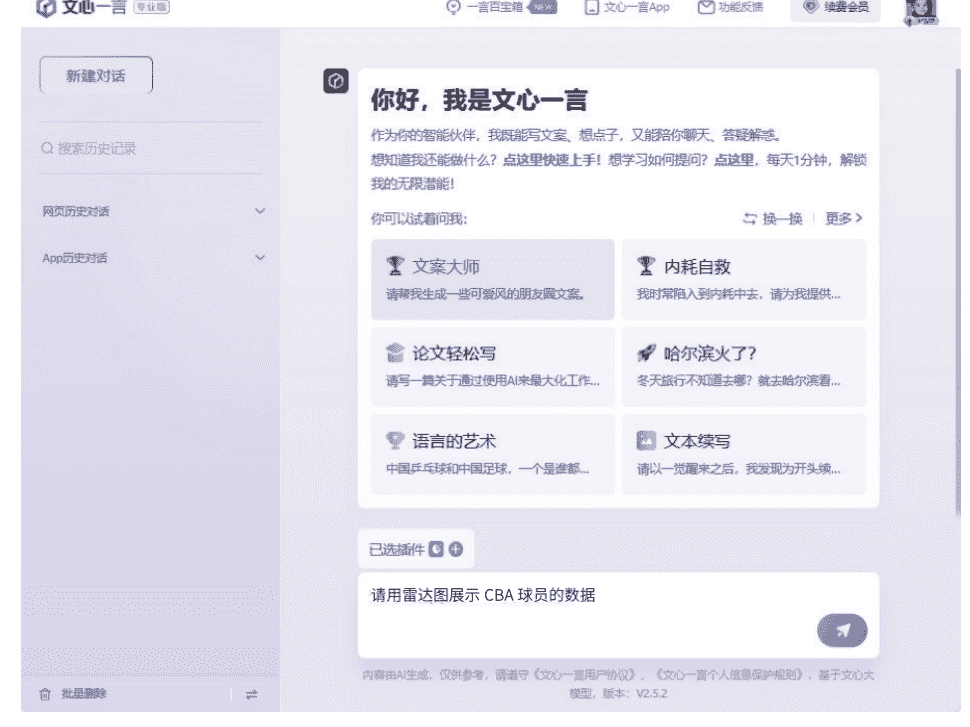 文心一言 专业版
一言百宝箱 NEW
文心一言App
功能反馈
续费会员
新建对话
搜索历史记录
网页历史对话
App历史对话
批量删除
你好，我是文心一言
作为你的智能伙伴，我既能写文案、想点子，又能陪你聊天、答疑解惑。
想知道我还能做什么？点这里快速上手！想学习如何提问？点这里，每天1分钟，解锁
我的无限潜能！
你可以试着问我：
换一换
更多
文案大师
请帮我生成一些可爱风的朋友圈文案。
内耗自救
我时常陷入到内耗中去，请为我提供...
论文轻松写
请写一篇关于通过使用AI来最大化工作...
哈尔滨火了？
冬天旅行不知道去哪？就去哈尔滨看...
语言的艺术
中国乒乓球和中国足球，一个是谁都...
文本续写
请以一觉醒来之后，我发现为开头续...
已选插件
请用雷达图展示 CBA 球员的数据
内容由AI生成，仅供参考，请遵守《文心一言用户协议》、《文心一言个人信息保护规则》，基于文心大
模型，版本：V2.5.2